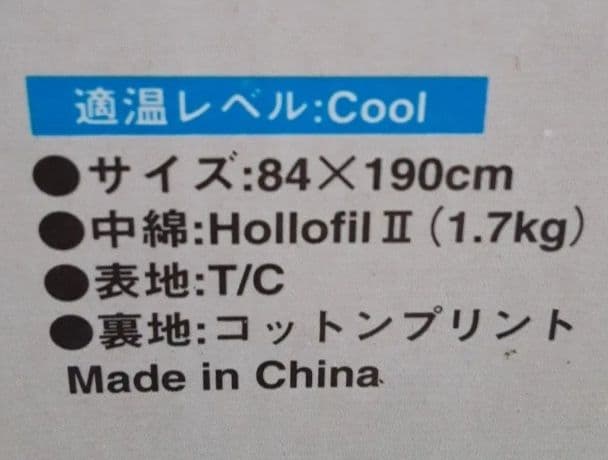 適温レベル:Cool
●サイズ:84×190cm
●中綿:HollofilⅡ(1.7kg)
●表地:T/C
●裏地:コットンプリント
Made in China